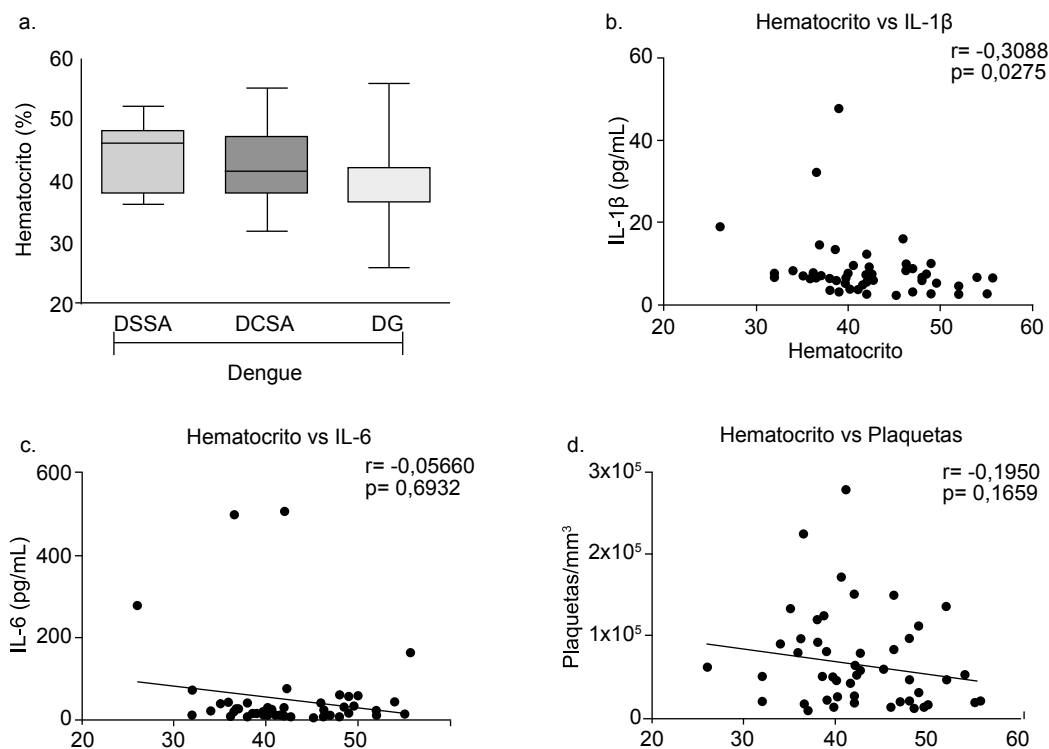 a.
Hematocrito (%)
60
50
40
30
20
DSSA DCSA DG
Dengue
b.
Hematocrito vs IL-1β
r= -0,3088
p= 0,0275
IL-1β (pg/mL)
60
40
20
0
20 30 40 50 60
Hematocrito
c.
Hematocrito vs IL-6
r= -0,05660
p= 0,6932
IL-6 (pg/mL)
600
400
200
0
20 30 40 50
d.
Hematocrito vs Plaquetas
r= -0,1950
p= 0,1659
Plaquetas/mm³
3x10⁵
2x10⁵
1x10⁵
0
20 30 40 50 60